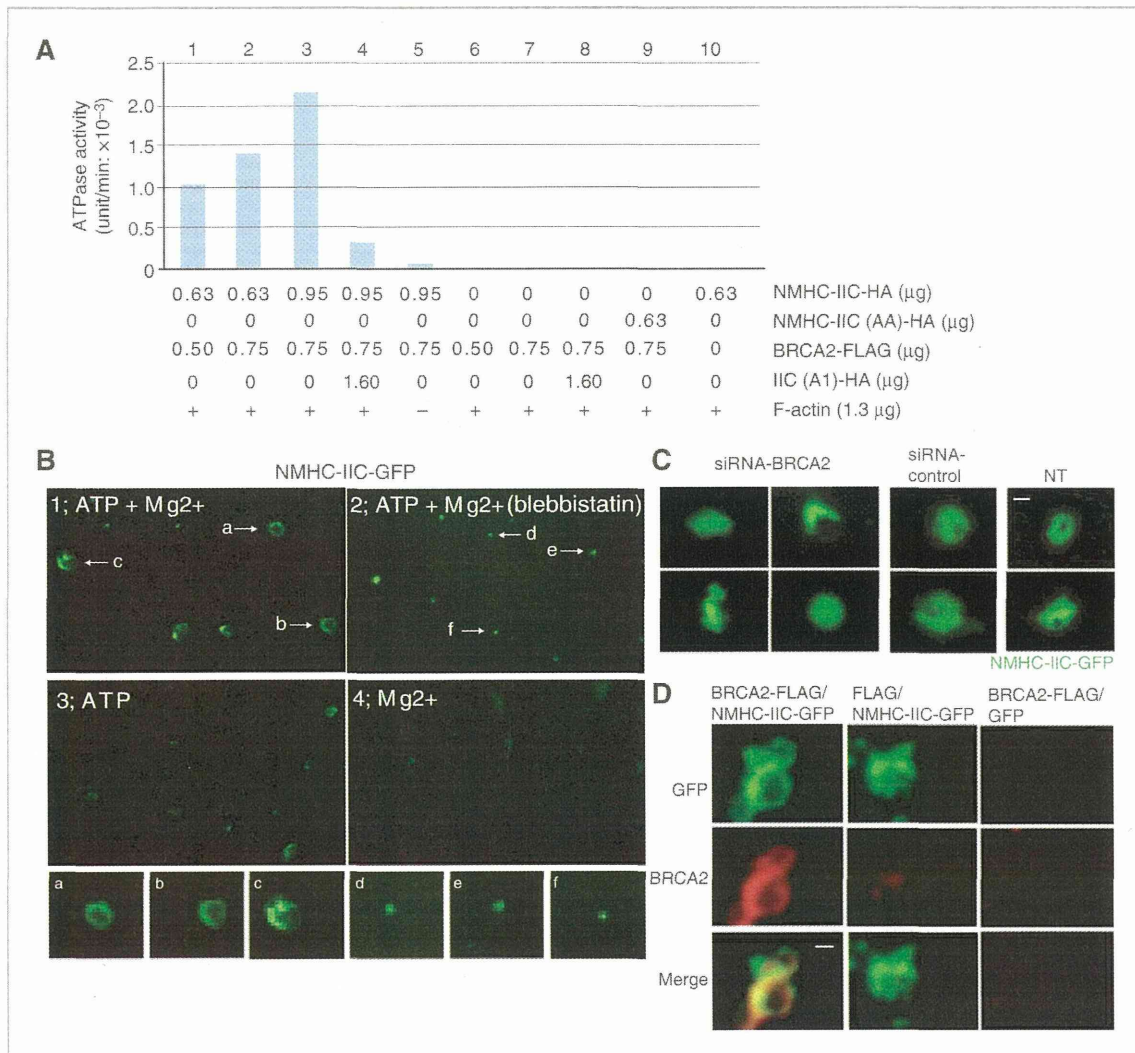 A
1 2 3 4 5 6 7 8 9 10
ATPase activity
(unit/min: ×10⁻³)
2.5
2.0
1.5
1.0
0.5
0
0.63 0.63 0.95 0.95 0.95 0 0 0 0 0.63 NMHC-IIC-HA (μg)
0 0 0 0 0 0 0 0 0.63 0 NMHC-IIC (AA)-HA (μg)
0.50 0.75 0.75 0.75 0.75 0.50 0.75 0.75 0.75 0 BRCA2-FLAG (μg)
0 0 0 1.60 0 0 0 1.60 0 0 IIC (A1)-HA (μg)
+ + + + − + + + + + F-actin (1.3 μg)
B
NMHC-IIC-GFP
1; ATP + Mg2+
a
c
b
2; ATP + Mg2+ (blebbistatin)
d
e
f
3; ATP
4; Mg2+
a b c d e f
C
siRNA-BRCA2
siRNA-
control
NT
NMHC-IIC-GFP
D
BRCA2-FLAG/
NMHC-IIC-GFP
FLAG/
NMHC-IIC-GFP
BRCA2-FLAG/
GFP
GFP
BRCA2
Merge